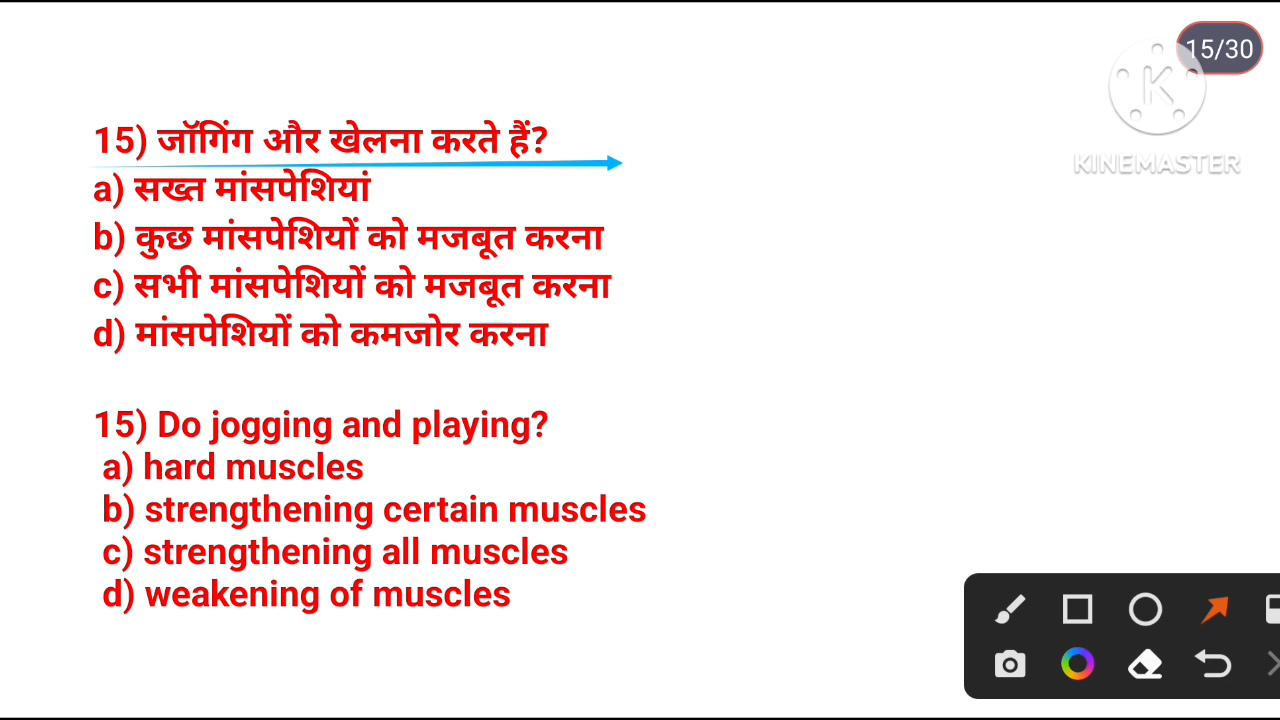 15/30
KINEMASTER
15) जॉगिंग और खेलना करते हैं?
a) सख्त मांसपेशियां
b) कुछ मांसपेशियों को मजबूत करना
c) सभी मांसपेशियों को मजबूत करना
d) मांसपेशियों को कमजोर करना
15) Do jogging and playing?
a) hard muscles
b) strengthening certain muscles
c) strengthening all muscles
d) weakening of muscles